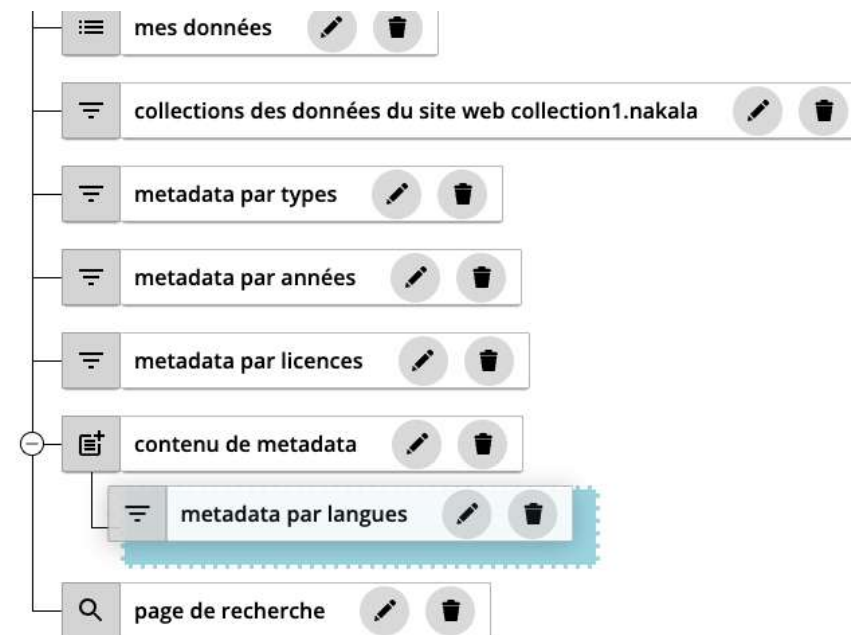 mes données
collections des données du site web collection1.nakala
metadata par types
metadata par années
metadata par licences
contenu de metadata
metadata par langues
page de recherche